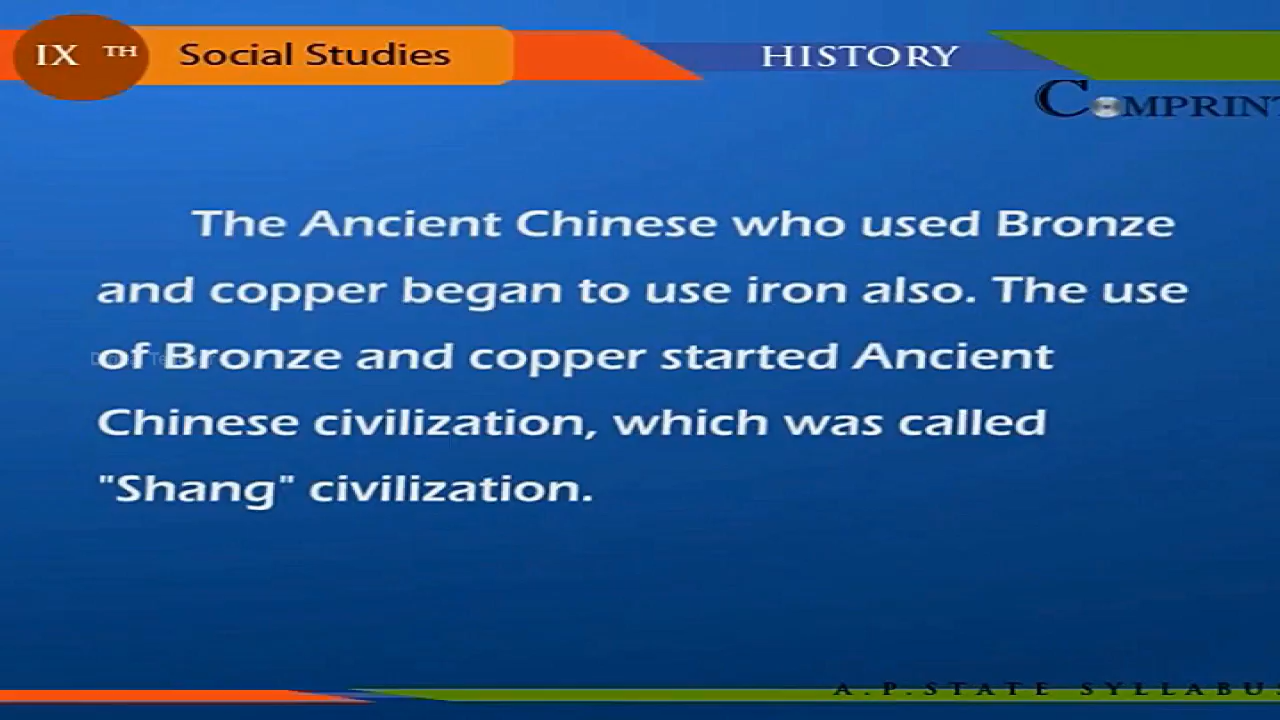 IX TH Social Studies HISTORY
COMPRINT
The Ancient Chinese who used Bronze
and copper began to use iron also. The use
of Bronze and copper started Ancient
Chinese civilization, which was called
"Shang" civilization.
A.P.STATE SYLLABUS